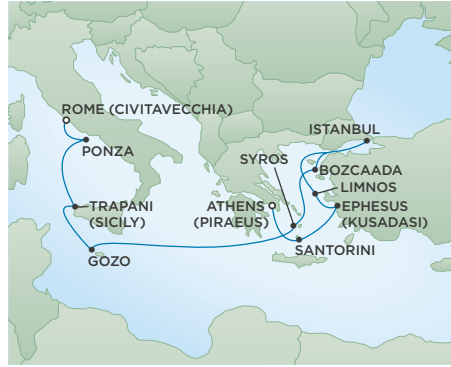 ROME (CIVITAVECCHIA)
ISTANBUL
PONZA
SYROS
BOZCAADA
LIMNOS
TRAPANI
(SICILY)
ATHENS
(PIRAEUS)
EPHESUS
(KUSADASI)
SANTORINI
GOZO